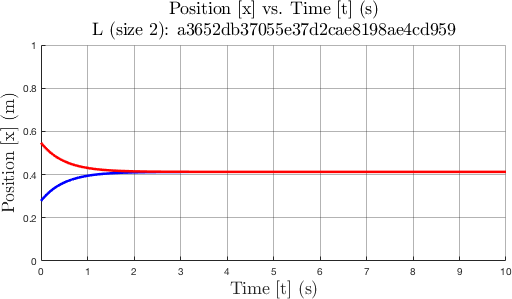 Position [x] vs. Time [t] (s)
L (size 2): a3652db37055e37d2cae8198ae4cd959
Position [x] (m)
1
0.8
0.6
0.4
0.2
0
0 1 2 3 4 5 6 7 8 9 10
Time [t] (s)